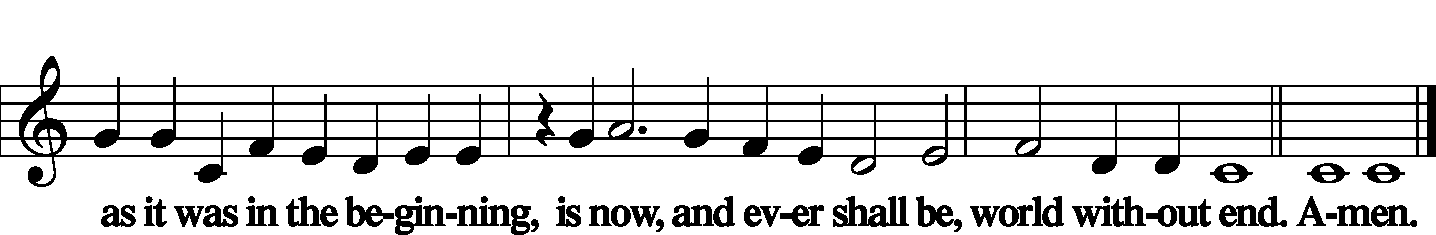 as it was in the be-gin-ning, is now, and ev-er shall be, world with-out end. A-men.